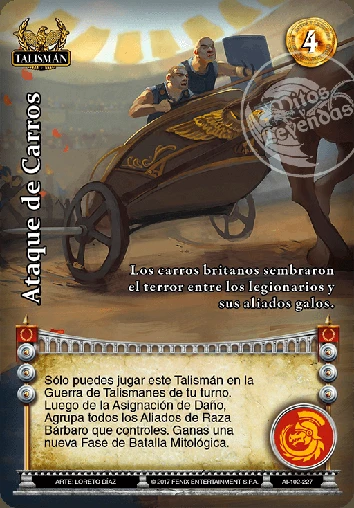 TALISMÁN
4
Mitos
y
Leyendas
Ataque de Carros
Los carros britanos sembraron
el terror entre los legionarios y
sus aliados galos.
Sólo puedes jugar este Talismán en la
Guerra de Talismanes de tu turno.
Luego de la Asignación de Daño,
Agrupa todos los Aliados de Raza
Bárbaro que controles. Ganas una
nueva Fase de Batalla Mitológica.
ARTE: LORETO DÍAZ
© 2017 FENIX ENTERTAINMENT S.P.A.